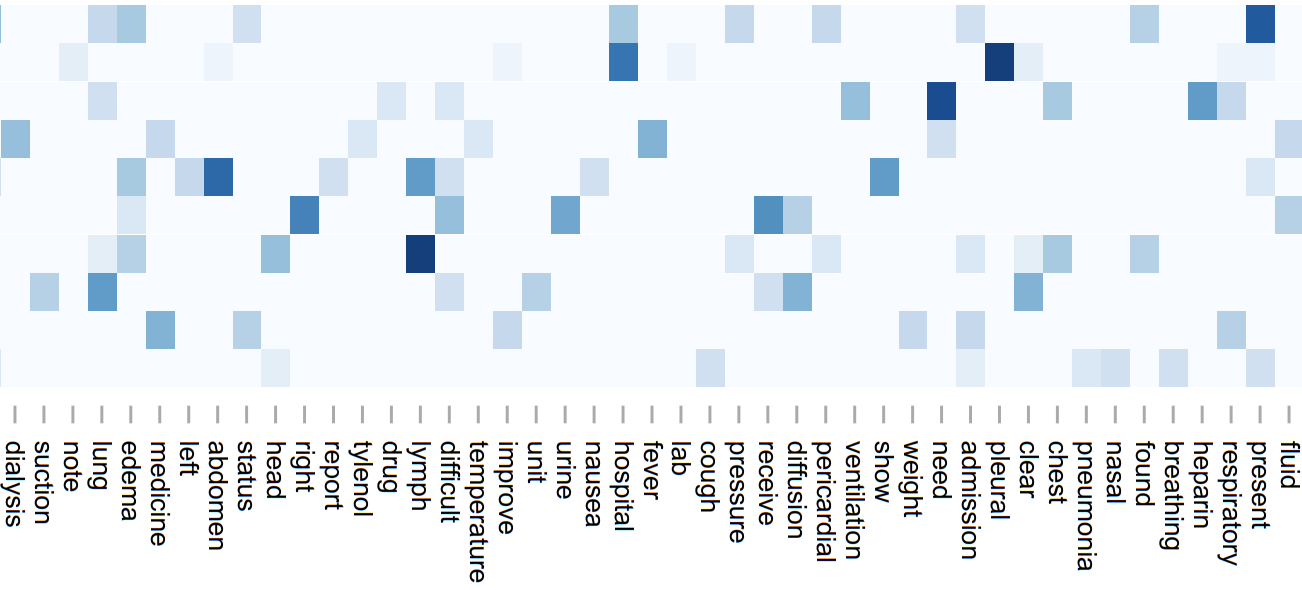 dialysis
suction
note
lung
edema
medicine
left
abdomen
status
head
right
report
tylenol
drug
lymph
difficult
temperature
improve
unit
urine
nausea
hospital
fever
lab
cough
pressure
receive
diffusion
pericardial
ventilation
show
weight
need
admission
pleural
clear
chest
pneumonia
nasal
found
breathing
heparin
respiratory
present
fluid